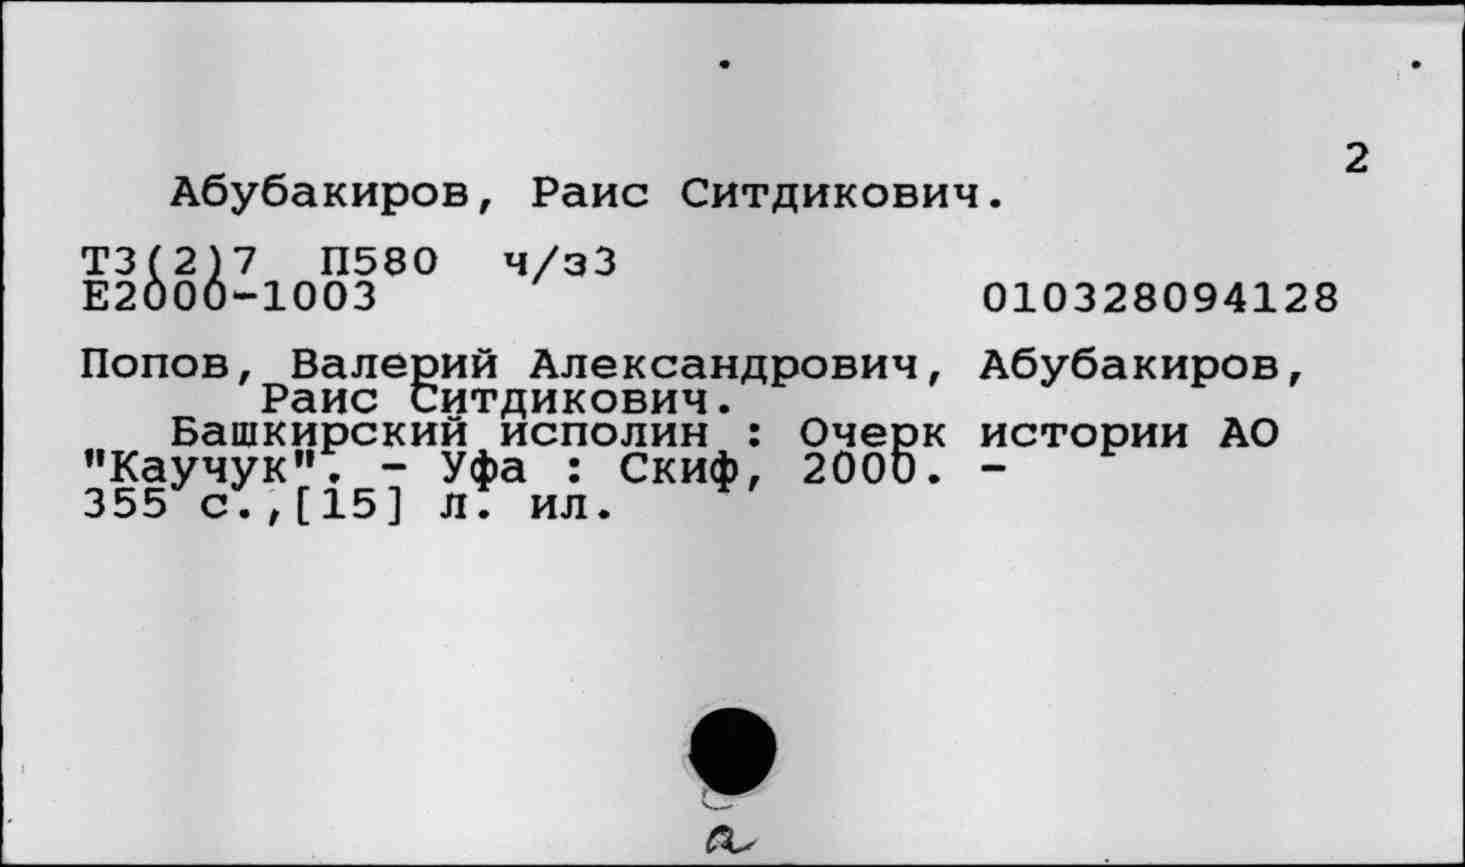 2
Абубакиров, Раис Ситдикович.
Т3(2)7 П580 ч/з3
Е2000-1003 010328094128
Попов, Валерий Александрович, Абубакиров,
Раис Ситдикович.
Башкирский исполин : Очерк истории АО
"Каучук". - Уфа : Скиф, 2000. -
355 с.,[15] л. ил.